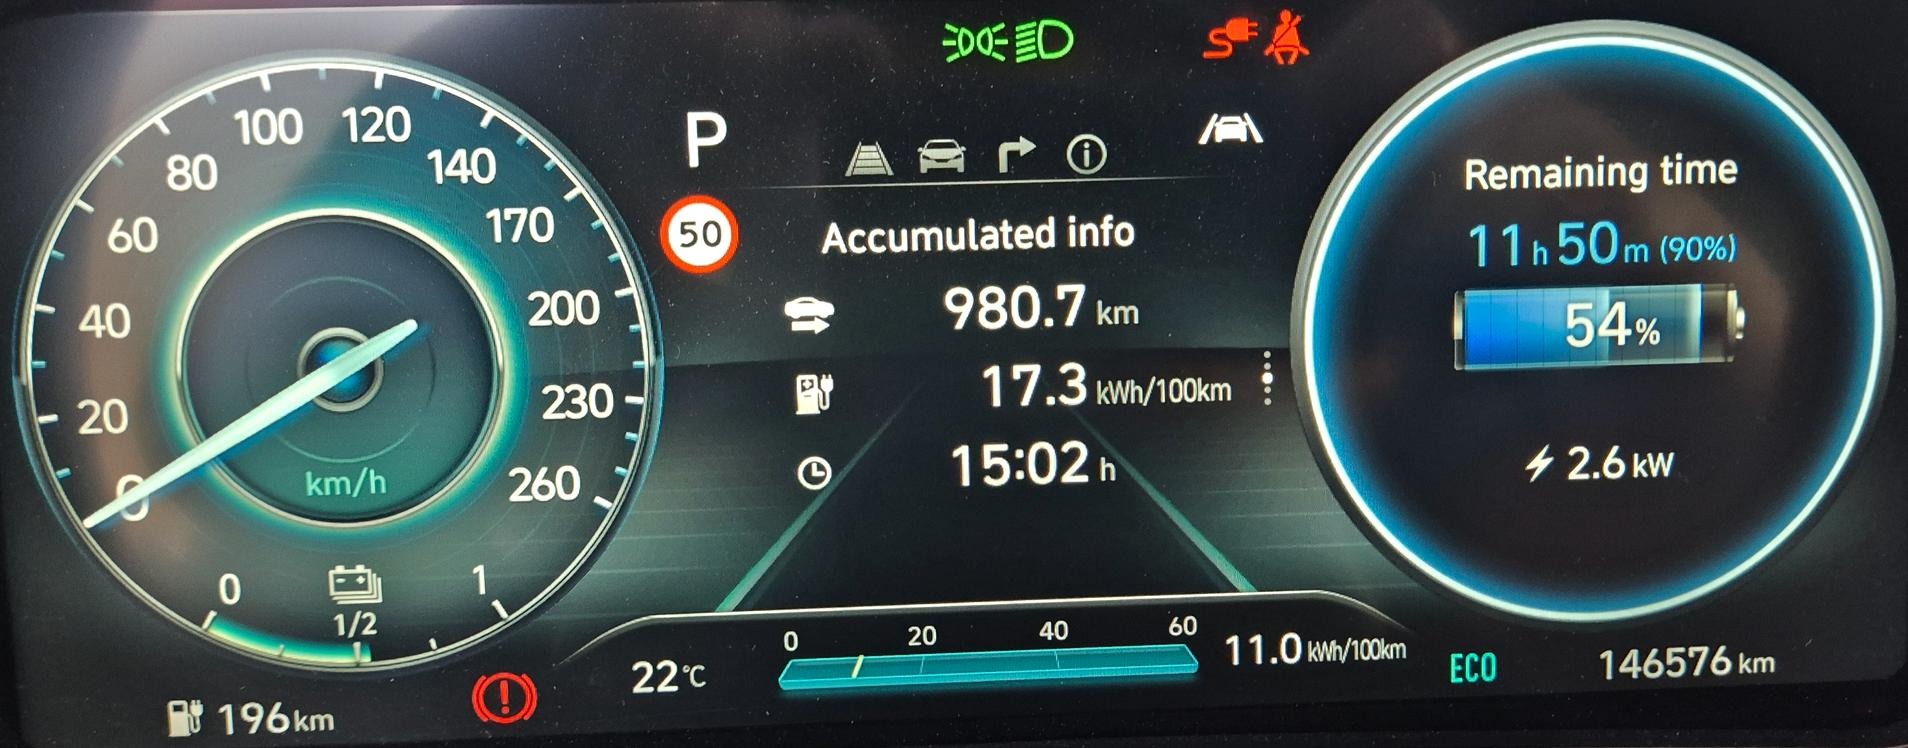 0
20
40
60
80
100
120
140
170
200
230
260
km/h
0
1/2
1
196 km
P
50
Accumulated info
980.7 km
17.3 kWh/100km
15:02 h
22°C
0 20 40 60
11.0 kWh/100km
Remaining time
11 h 50 m (90%)
54%
2.6 kW
ECO
146576 km